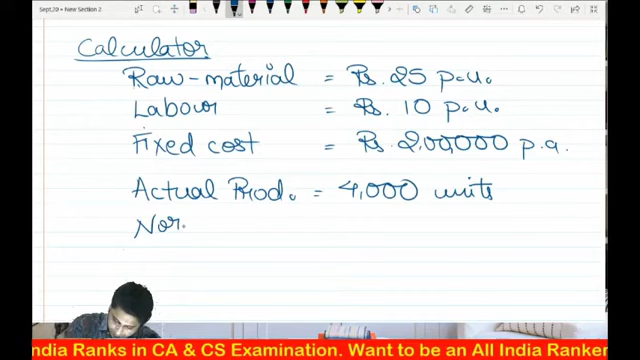 Sept.20 • New Section 2
Calculator
Raw-material = Rs. 25 p.u.
Labour = Rs. 10 p.u.
Fixed cost = Rs. 2,00,000 p.a.
Actual Prod. = 4,000 units
Nor.
India Ranks in CA & CS Examination. Want to be an All India Ranker